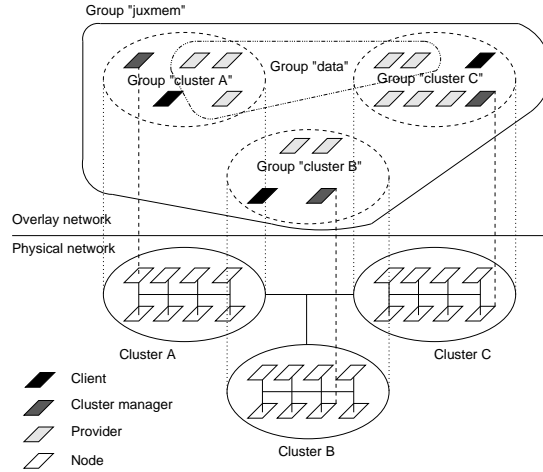 Group "juxmem"
Group "data"
Group "cluster A"
Group "cluster C"
Group "cluster B"
Overlay network
Physical network
Cluster A
Cluster C
Cluster B
Client
Cluster manager
Provider
Node